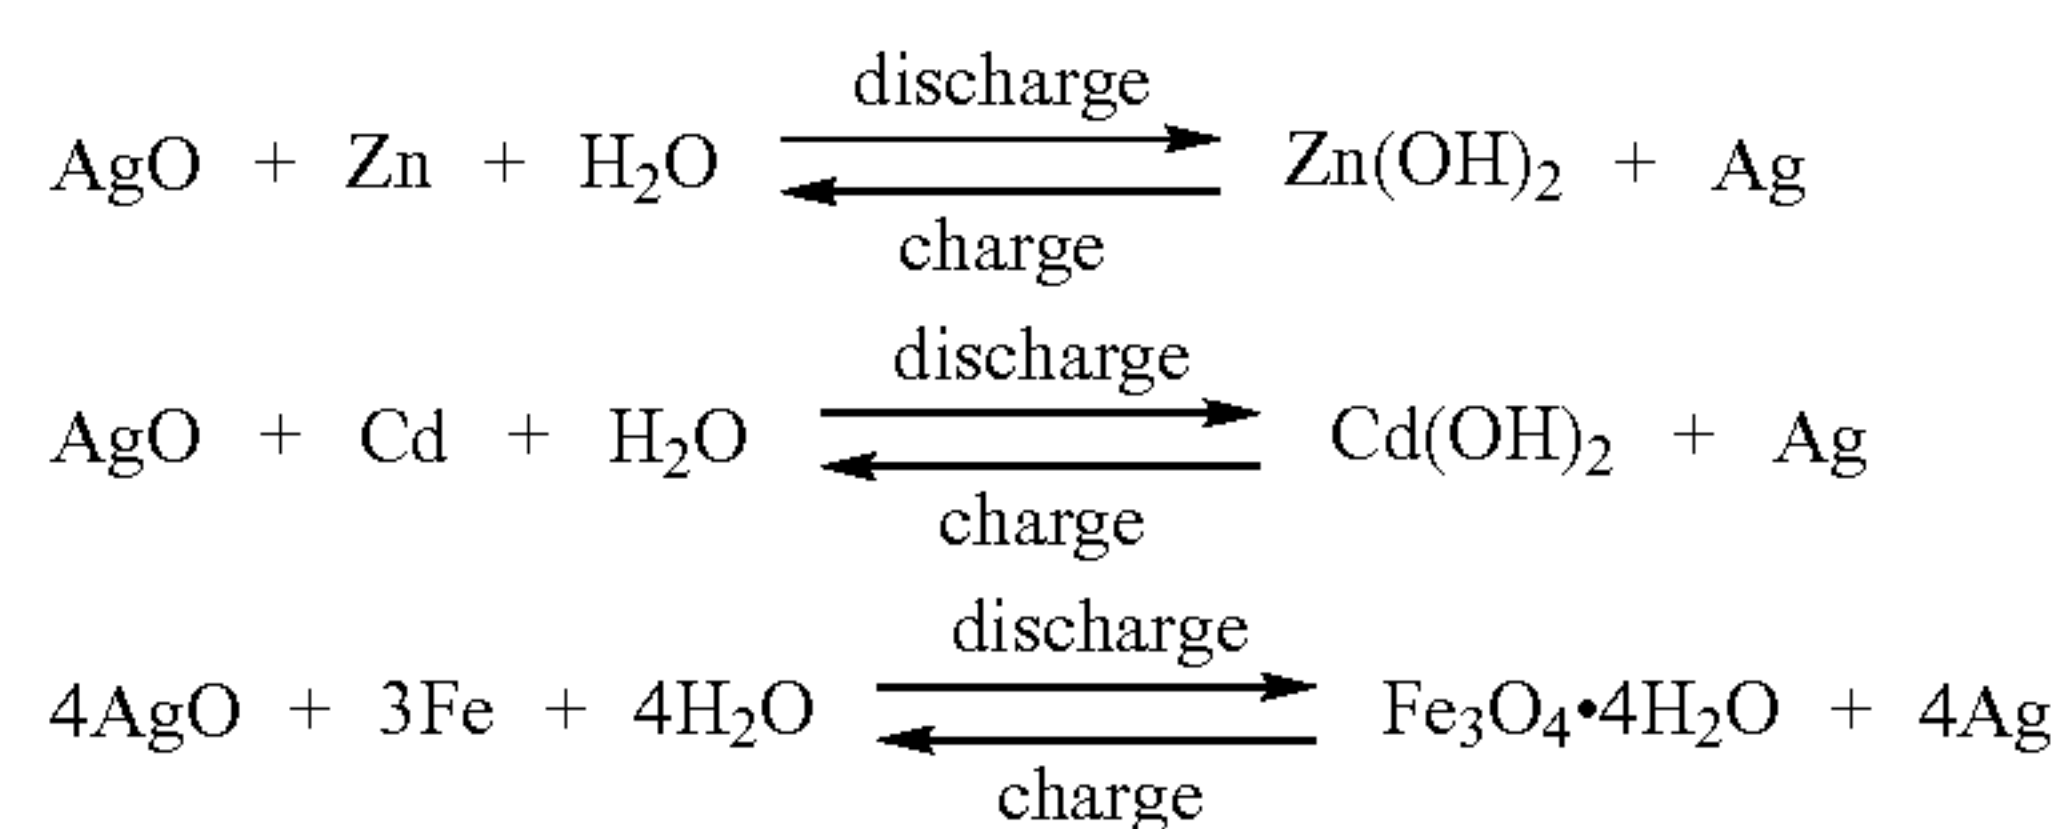 discharge
AgO + Zn + H₂O ⇌ Zn(OH)₂ + Ag
charge
discharge
AgO + Cd + H₂O ⇌ Cd(OH)₂ + Ag
charge
discharge
4AgO + 3Fe + 4H₂O ⇌ Fe₃O₄•4H₂O + 4Ag
charge